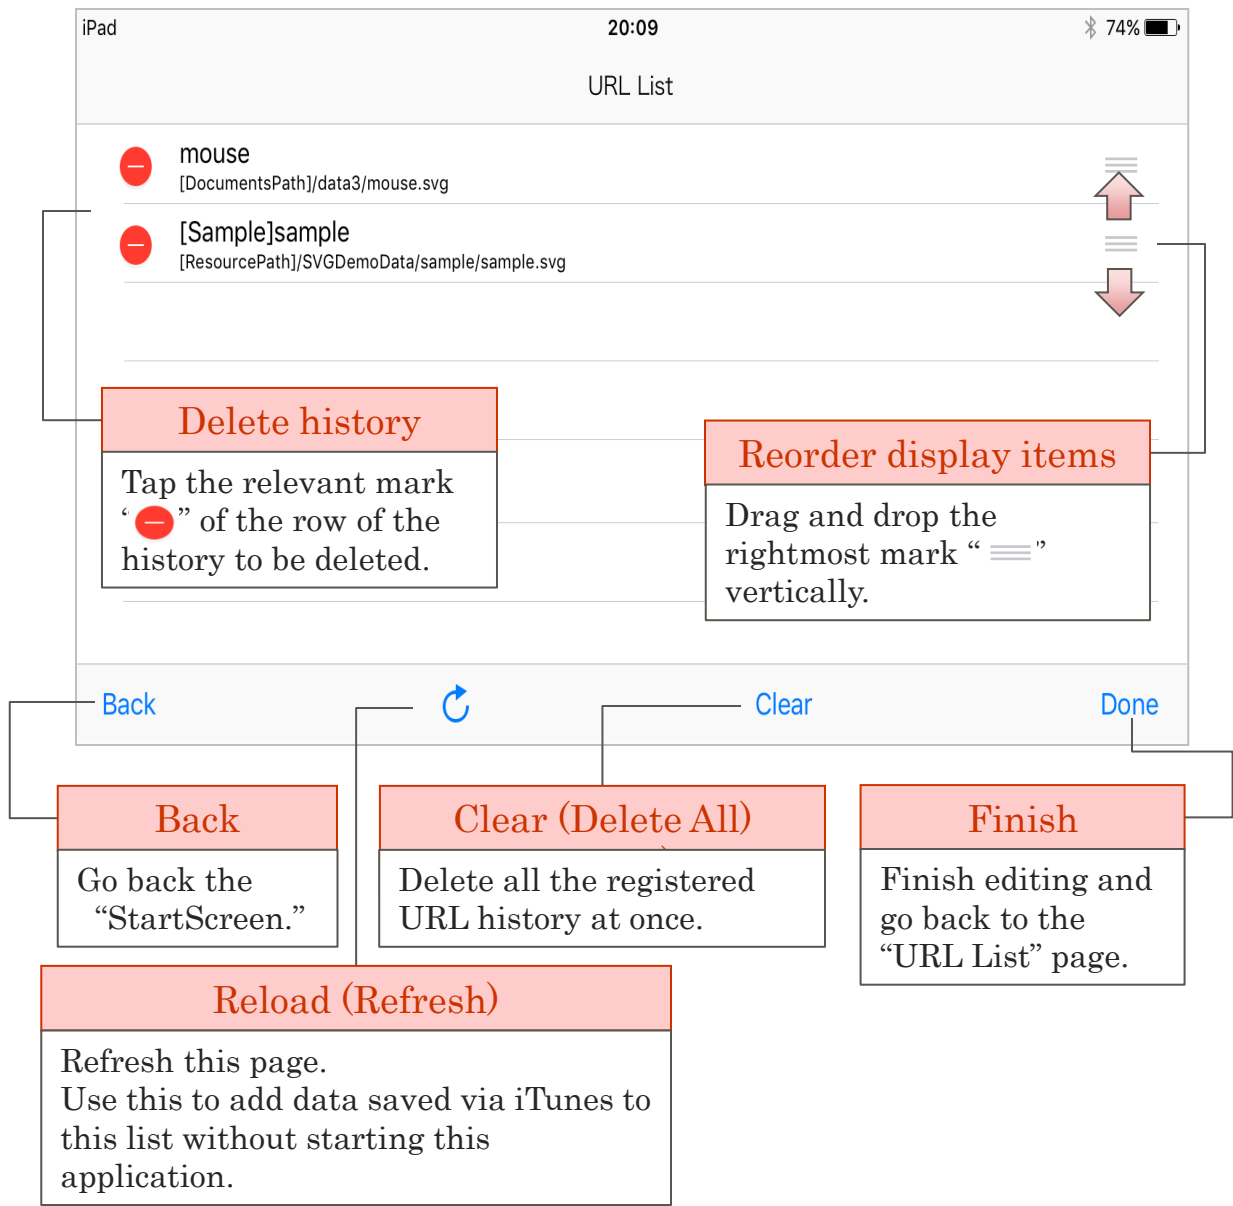 iPad 20:09 74%
URL List
mouse
[DocumentsPath]/data3/mouse.svg
[Sample]sample
[ResourcePath]/SVGDemoData/sample/sample.svg
Delete history
Tap the relevant mark
“ ” of the row of the
history to be deleted.
Reorder display items
Drag and drop the
rightmost mark “ ”
vertically.
Back Clear Done
Back
Go back the
“StartScreen.”
Clear (Delete All)
Delete all the registered
URL history at once.
Finish
Finish editing and
go back to the
“URL List” page.
Reload (Refresh)
Refresh this page.
Use this to add data saved via iTunes to
this list without starting this
application.